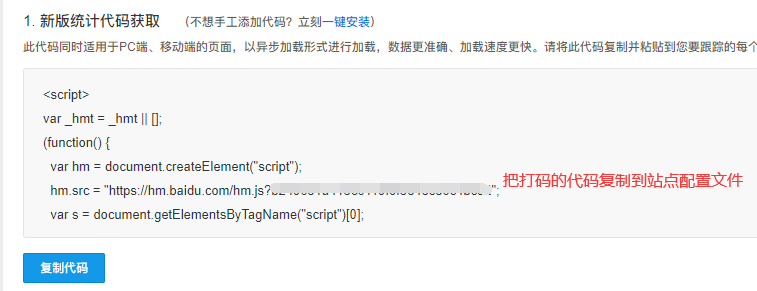 1. 新版统计代码获取 （不想手工添加代码？立刻一键安装）
此代码同时适用于PC端、移动端的页面，以异步加载形式进行加载，数据更准确、加载速度更快。请将此代码复制并粘贴到您要跟踪的每个
<script>
var _hmt = _hmt || [];
(function() {
var hm = document.createElement("script");
hm.src = "https://hm.baidu.com/hm.js? ";
把打码的代码复制到站点配置文件
var s = document.getElementsByTagName("script")[0];
复制代码